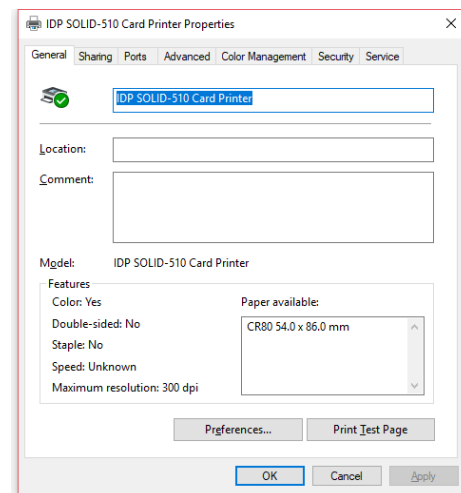 IDP SOLID-510 Card Printer Properties
General Sharing Ports Advanced Color Management Security Service
IDP SOLID-510 Card Printer
Location:
Comment:
Model: IDP SOLID-510 Card Printer
Features
Color: Yes Paper available:
Double-sided: No CR80 54.0 x 86.0 mm
Staple: No
Speed: Unknown
Maximum resolution: 300 dpi
Preferences... Print Test Page
OK Cancel Apply